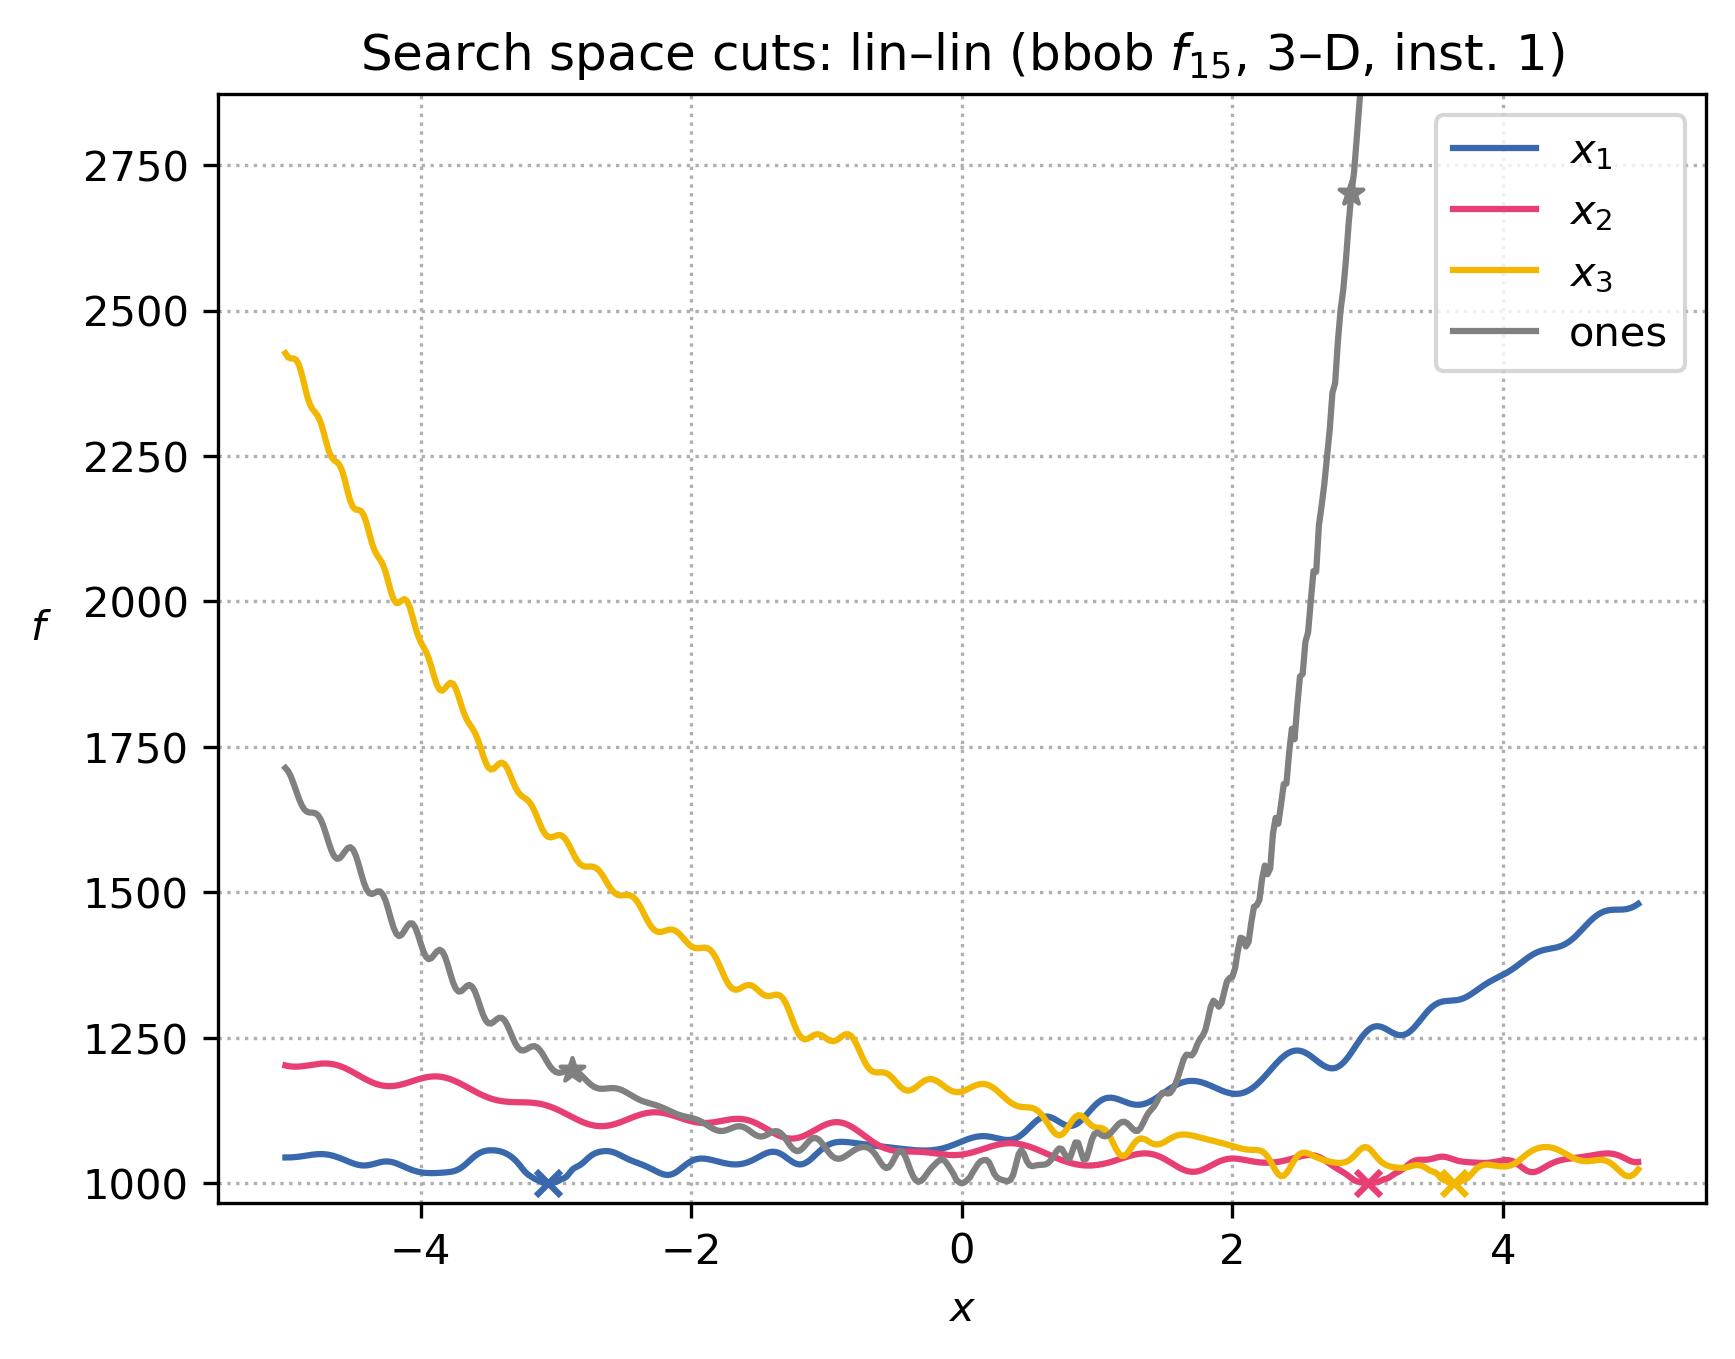 Search space cuts: lin–lin (bbob f₁₅, 3–D, inst. 1)
x₁
x₂
x₃
ones
2750
2500
2250
2000
1750
1500
1250
1000
f
−4
−2
0
2
4
x